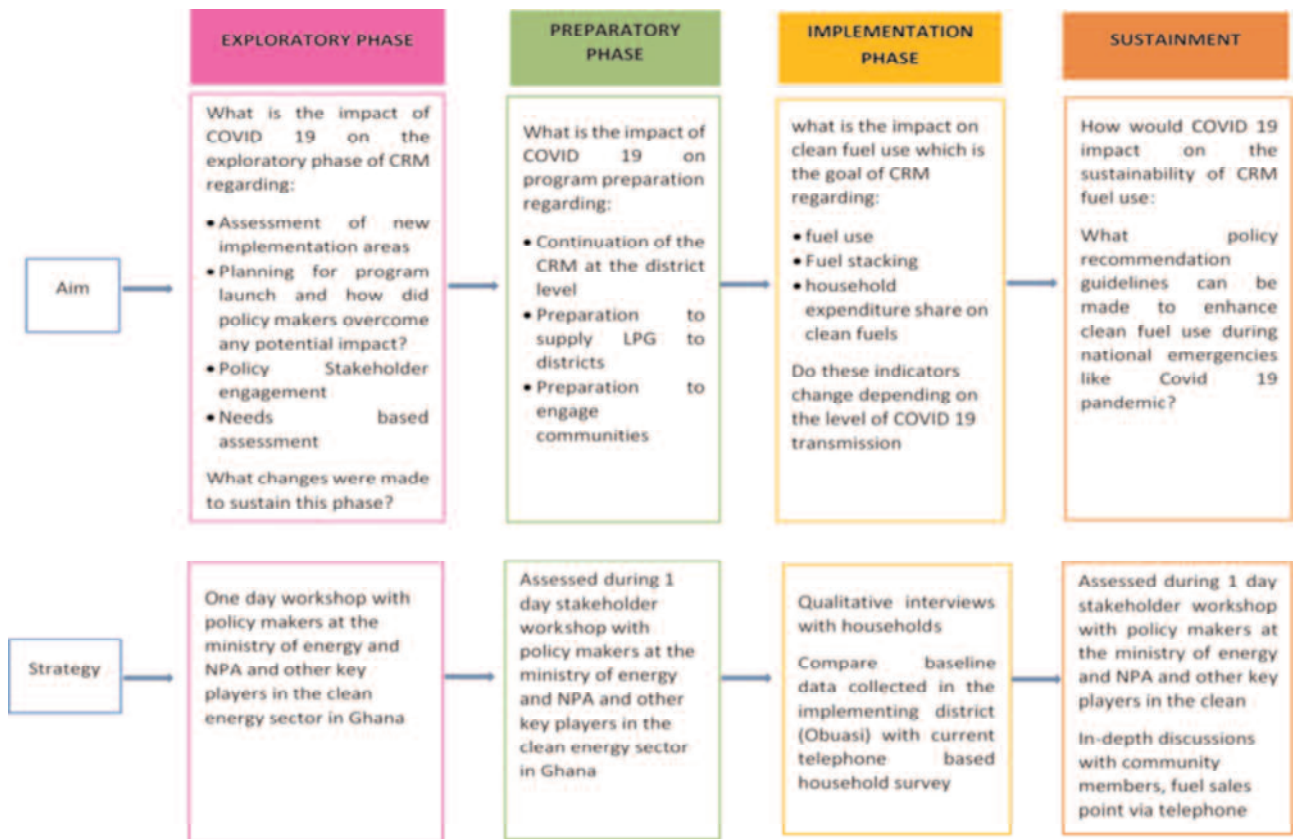 EXPLORATORY PHASE
PREPARATORY
PHASE
IMPLEMENTATION
PHASE
SUSTAINMENT
Aim
What is the impact of
COVID 19 on the
exploratory phase of CRM
regarding:
• Assessment of new
implementation areas
• Planning for program
launch and how did
policy makers overcome
any potential impact?
• Policy Stakeholder
engagement
• Needs based
assessment
What changes were made
to sustain this phase?
What is the impact of
COVID 19 on
program preparation
regarding:
• Continuation of the
CRM at the district
level
• Preparation to
supply LPG to
districts
• Preparation to
engage
communities
what is the impact on
clean fuel use which is
the goal of CRM
regarding:
• fuel use
• Fuel stacking
• household
expenditure share on
clean fuels
Do these indicators
change depending on
the level of COVID 19
transmission
How would COVID 19
impact on the
sustainability of CRM
fuel use:
What policy
recommendation
guidelines can be
made to enhance
clean fuel use during
national emergencies
like Covid 19
pandemic?
Strategy
One day workshop with
policy makers at the
ministry of energy and
NPA and other key
players in the clean
energy sector in Ghana
Assessed during 1
day stakeholder
workshop with
policy makers at the
ministry of energy
and NPA and other
key players in the
clean energy sector
in Ghana
Qualitative interviews
with households
Compare baseline
data collected in the
implementing district
(Obuasi) with current
telephone based
household survey
Assessed during 1 day
stakeholder workshop
with policy makers at
the ministry of energy
and NPA and other key
players in the clean
In-depth discussions
with community
members, fuel sales
point via telephone